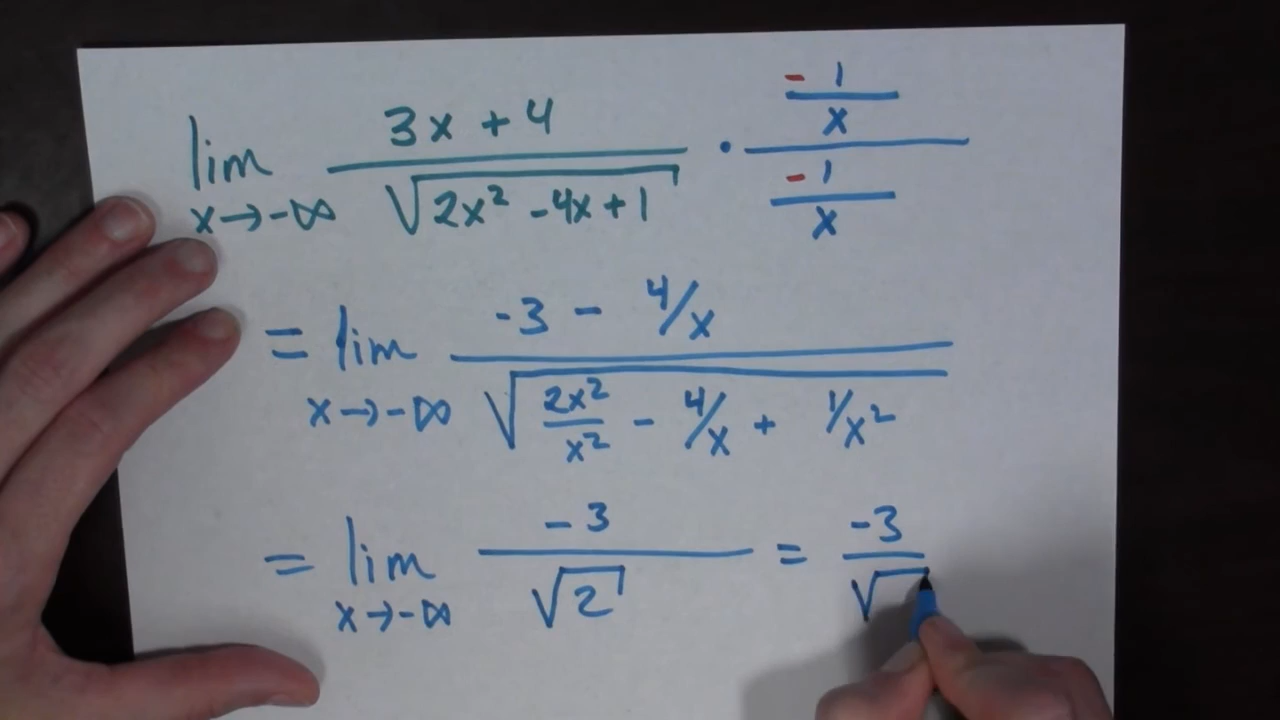 lim x→-∞ 3x + 4 / √(2x² - 4x + 1) · (- 1/x) / (- 1/x)
= lim x→-∞ (-3 - 4/x) / √(2x²/x² - 4/x + 1/x²)
= lim x→-∞ -3 / √2 = -3 / √